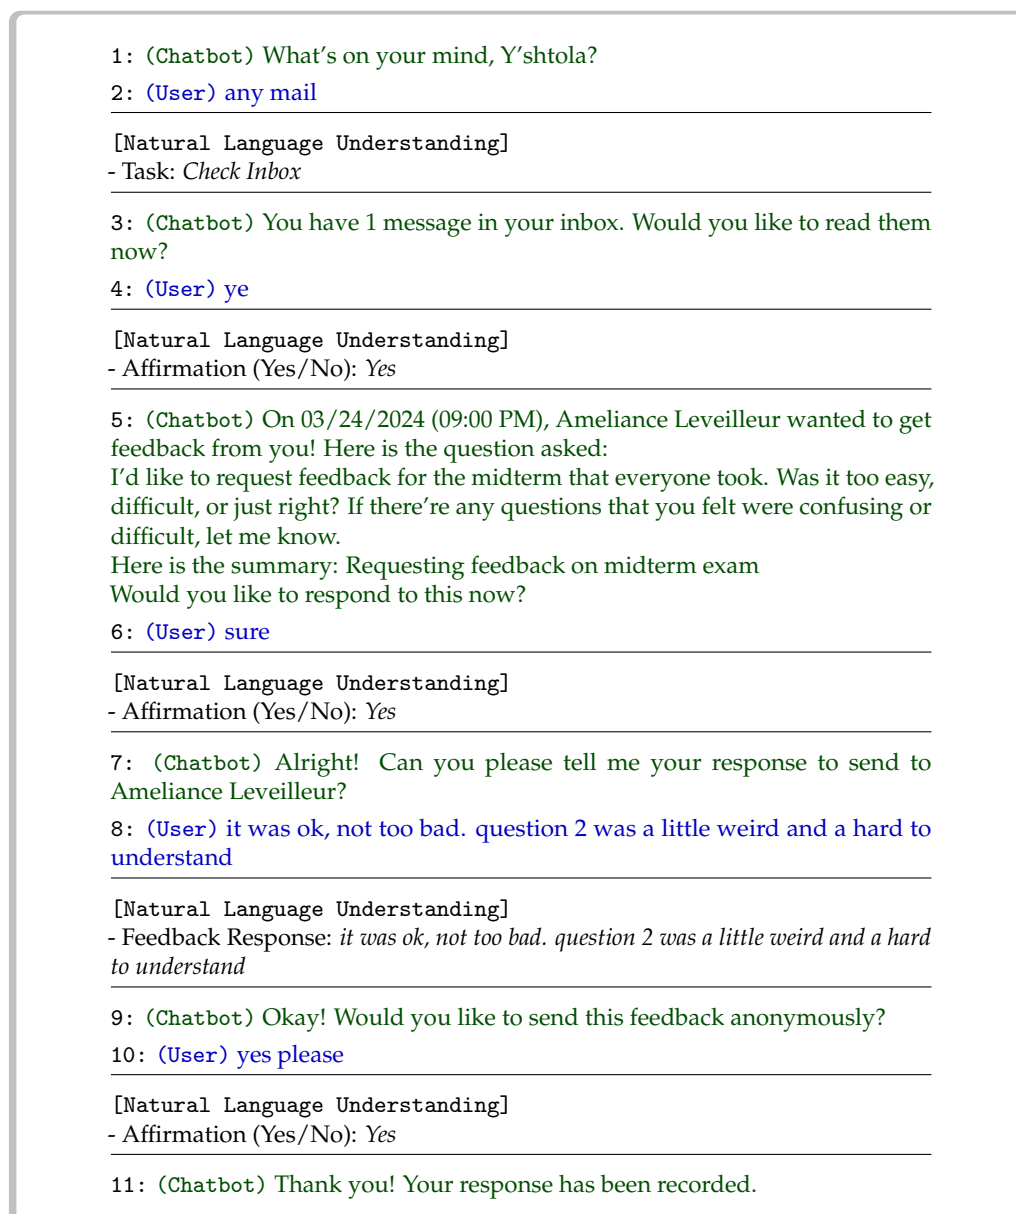 1: (Chatbot) What's on your mind, Y'shtola?
2: (User) any mail
[Natural Language Understanding]
- Task: Check Inbox
3: (Chatbot) You have 1 message in your inbox. Would you like to read them
now?
4: (User) ye
[Natural Language Understanding]
- Affirmation (Yes/No): Yes
5: (Chatbot) On 03/24/2024 (09:00 PM), Ameliance Leveilleur wanted to get
feedback from you! Here is the question asked:
I'd like to request feedback for the midterm that everyone took. Was it too easy,
difficult, or just right? If there're any questions that you felt were confusing or
difficult, let me know.
Here is the summary: Requesting feedback on midterm exam
Would you like to respond to this now?
6: (User) sure
[Natural Language Understanding]
- Affirmation (Yes/No): Yes
7: (Chatbot) Alright! Can you please tell me your response to send to
Ameliance Leveilleur?
8: (User) it was ok, not too bad. question 2 was a little weird and a hard to
understand
[Natural Language Understanding]
- Feedback Response: it was ok, not too bad. question 2 was a little weird and a hard
to understand
9: (Chatbot) Okay! Would you like to send this feedback anonymously?
10: (User) yes please
[Natural Language Understanding]
- Affirmation (Yes/No): Yes
11: (Chatbot) Thank you! Your response has been recorded.